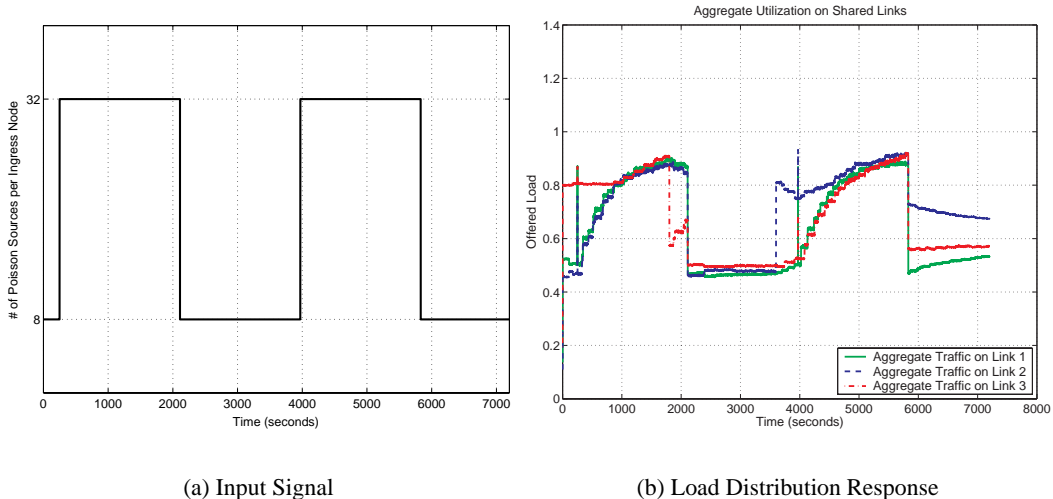 # of Poisson Sources per Ingress Node
32
8
0 1000 2000 3000 4000 5000 6000 7000
Time (seconds)
(a) Input Signal
Aggregate Utilization on Shared Links
Offered Load
1.4
1.2
1
0.8
0.6
0.4
0.2
0
0 1000 2000 3000 4000 5000 6000 7000 8000
Time (seconds)
Aggregate Traffic on Link 1
Aggregate Traffic on Link 2
Aggregate Traffic on Link 3
(b) Load Distribution Response